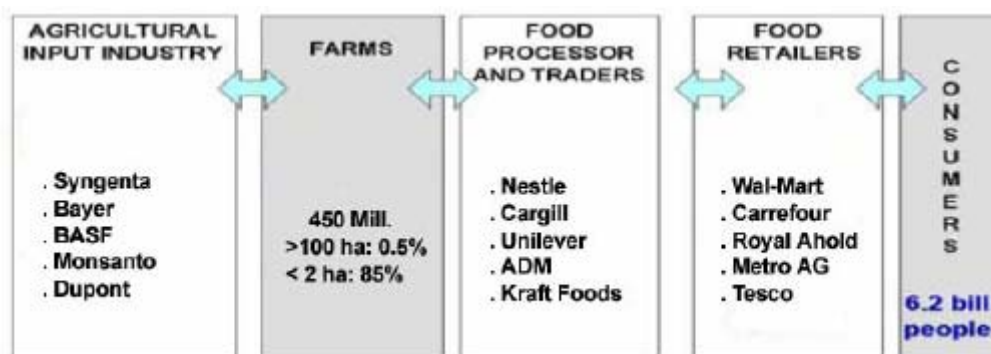 AGRICULTURAL
INPUT INDUSTRY
. Syngenta
. Bayer
. BASF
. Monsanto
. Dupont
FARMS
450 Mill.
>100 ha: 0.5%
< 2 ha: 85%
FOOD
PROCESSOR
AND TRADERS
. Nestle
. Cargill
. Unilever
. ADM
. Kraft Foods
FOOD
RETAILERS
. Wal-Mart
. Carrefour
. Royal Ahold
. Metro AG
. Tesco
CONSUMERS
6.2 bill
people